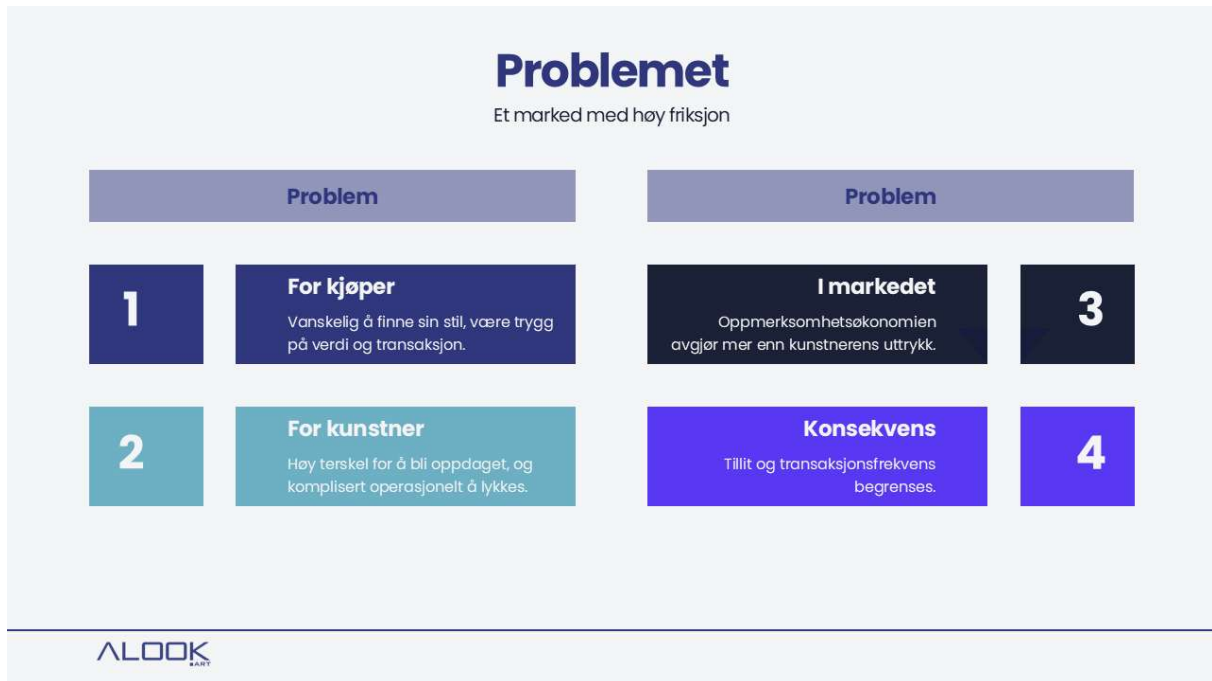 Problemet
Et marked med høy friksjon
Problem
1
For kjøper
Vanskelig å finne sin stil, være trygg
på verdi og transaksjon.
2
For kunstner
Høy terskel for å bli oppdaget, og
komplisert operasjonelt å lykkes.
Problem
I markedet
Oppmerksomhetsøkonomien
avgjør mer enn kunstnerens uttrykk.
3
Konsekvens
Tillit og transaksjonsfrekvens
begrenses.
4
ALOOK
.ART